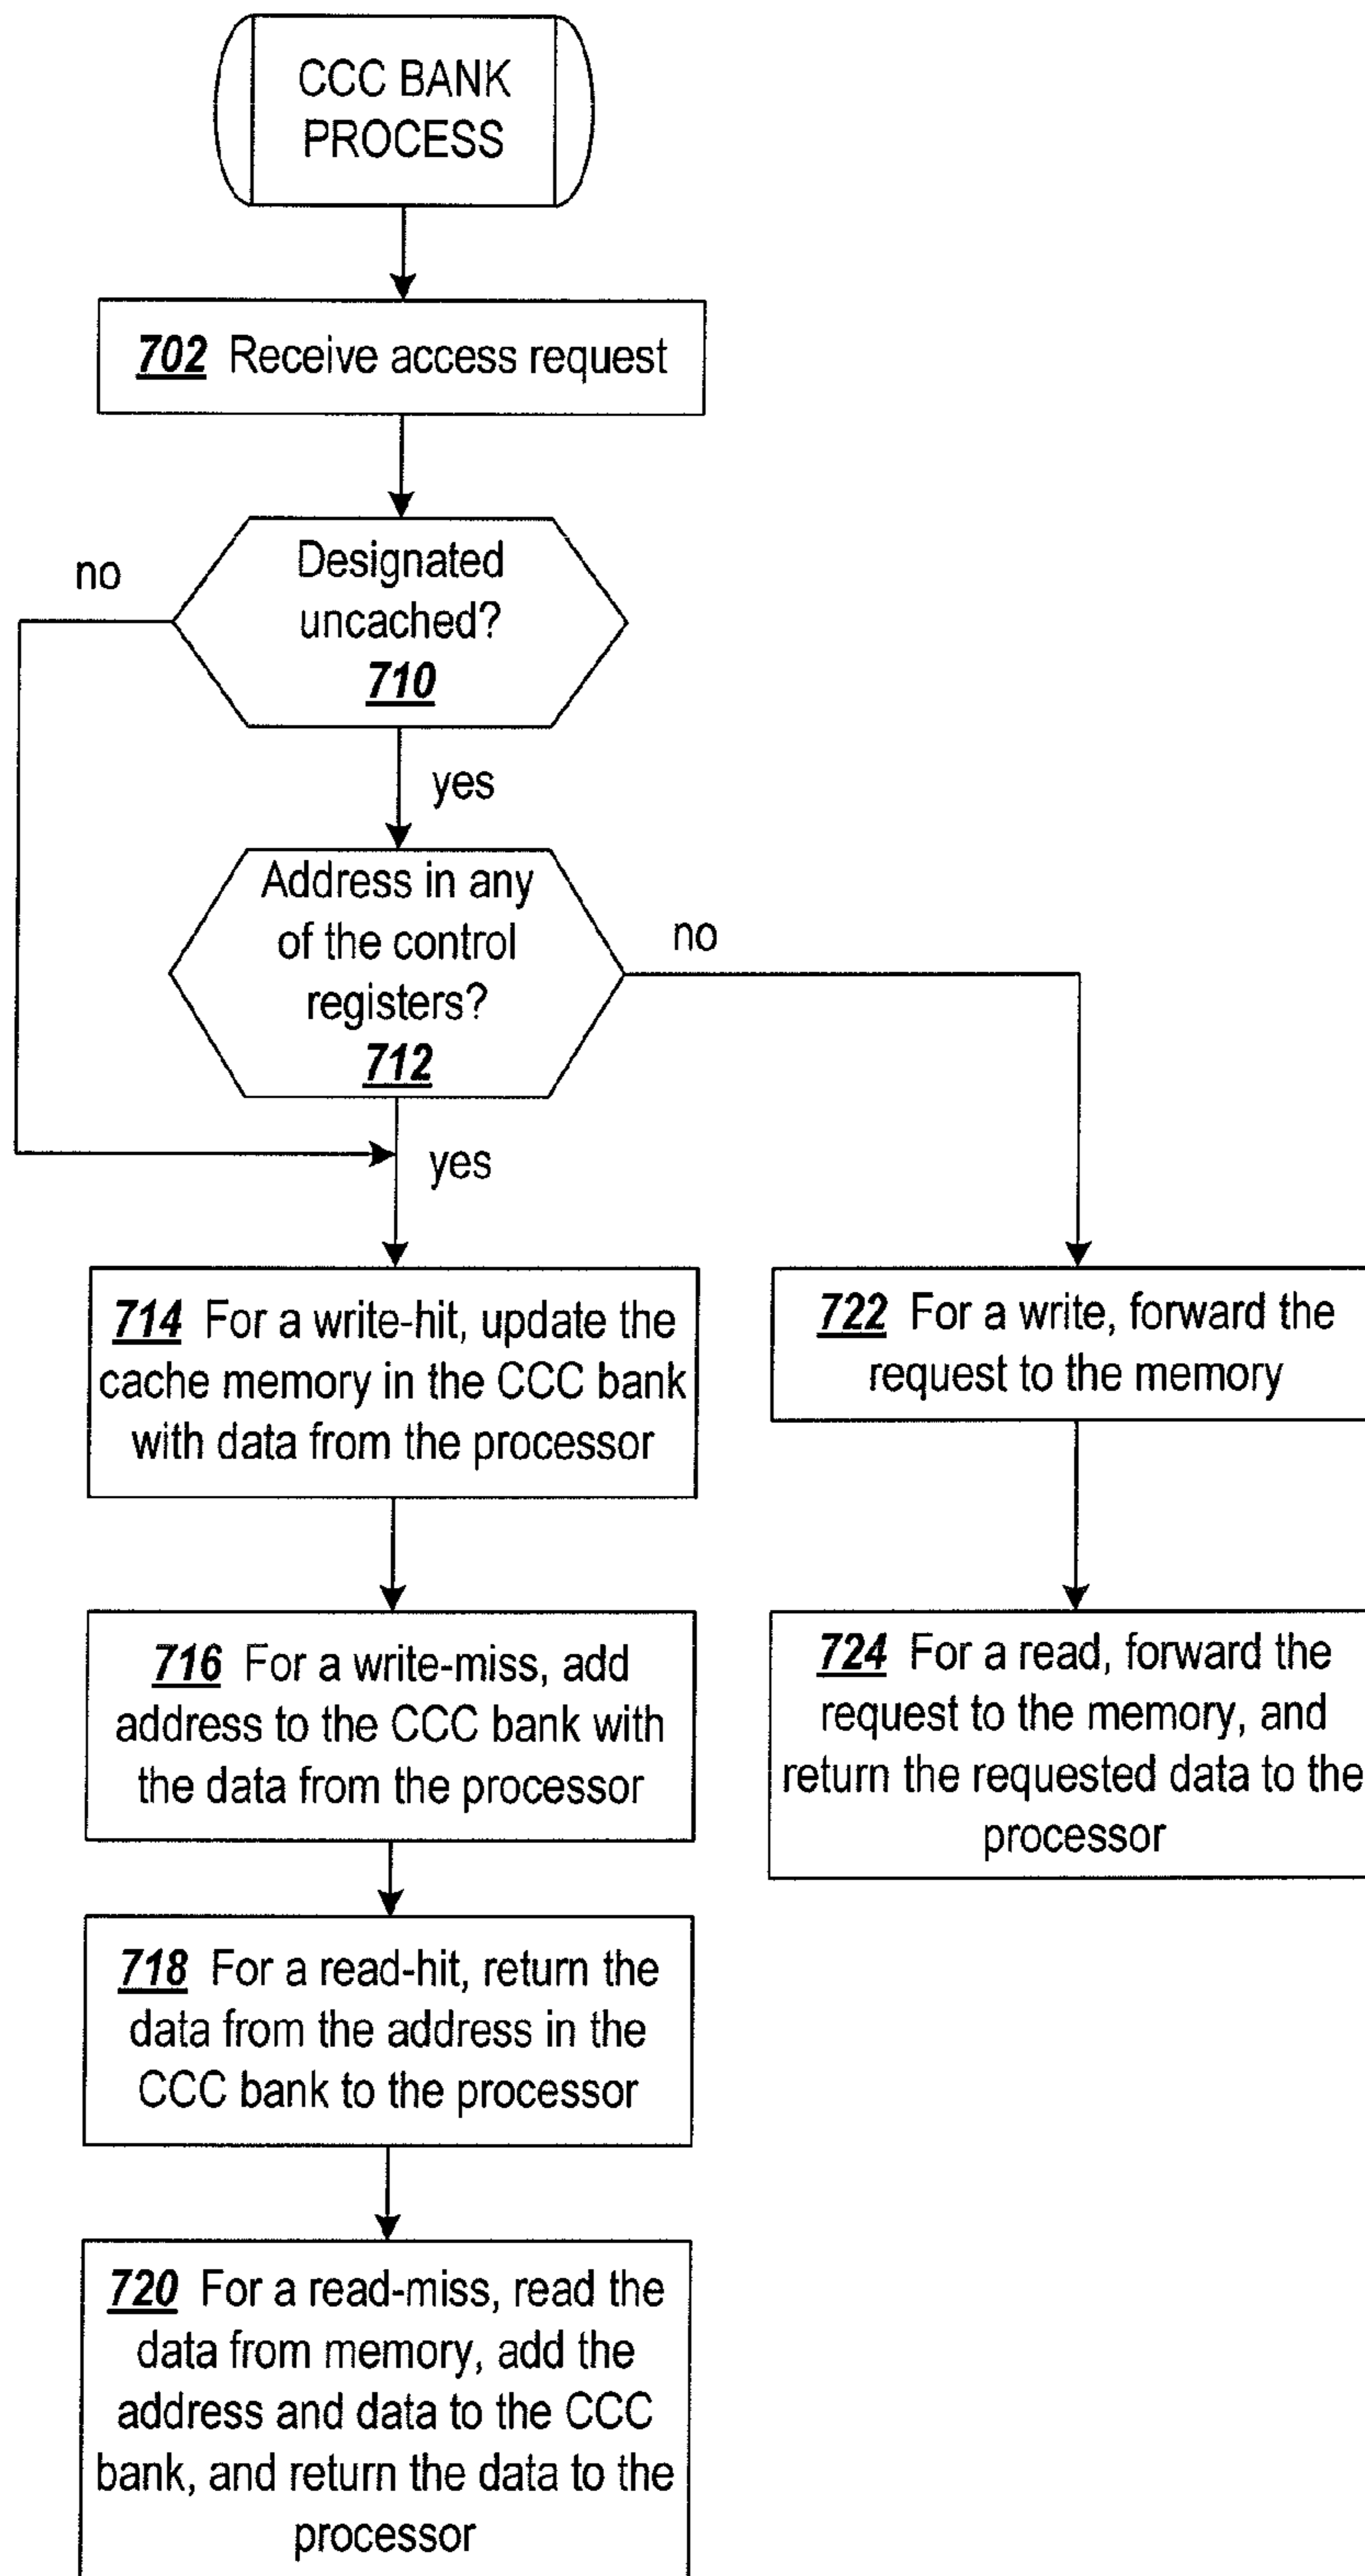 CCC BANK
PROCESS
702 Receive access request
no
Designated
uncached?
710
yes
Address in any
of the control
registers?
712
no
yes
714 For a write-hit, update the
cache memory in the CCC bank
with data from the processor
722 For a write, forward the
request to the memory
716 For a write-miss, add
address to the CCC bank with
the data from the processor
724 For a read, forward the
request to the memory, and
return the requested data to the
processor
718 For a read-hit, return the
data from the address in the
CCC bank to the processor
720 For a read-miss, read the
data from memory, add the
address and data to the CCC
bank, and return the data to the
processor